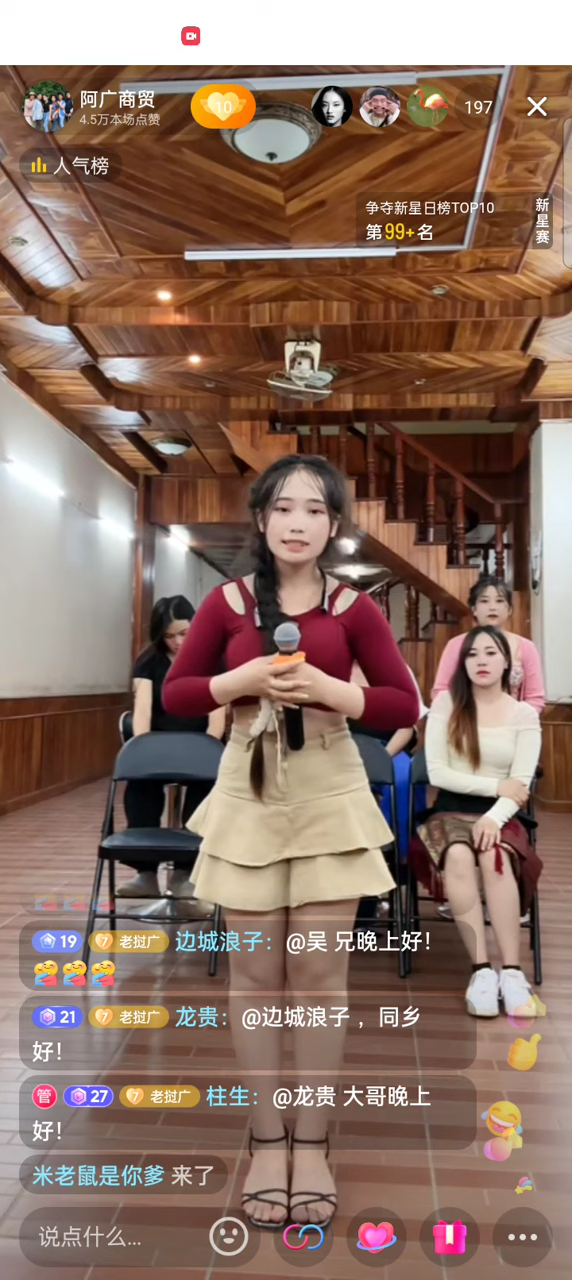 阿广商贸
4.5万本场点赞
10
197
人气榜
争夺新星日榜TOP10
第99+名
新星赛
19 7 老挝广 边城浪子：@吴 兄晚上好！
21 7 老挝广 龙贵：@边城浪子 ，同乡
好！
管 27 7 老挝广 柱生：@龙贵 大哥晚上
好！
米老鼠是你爹 来了
说点什么...